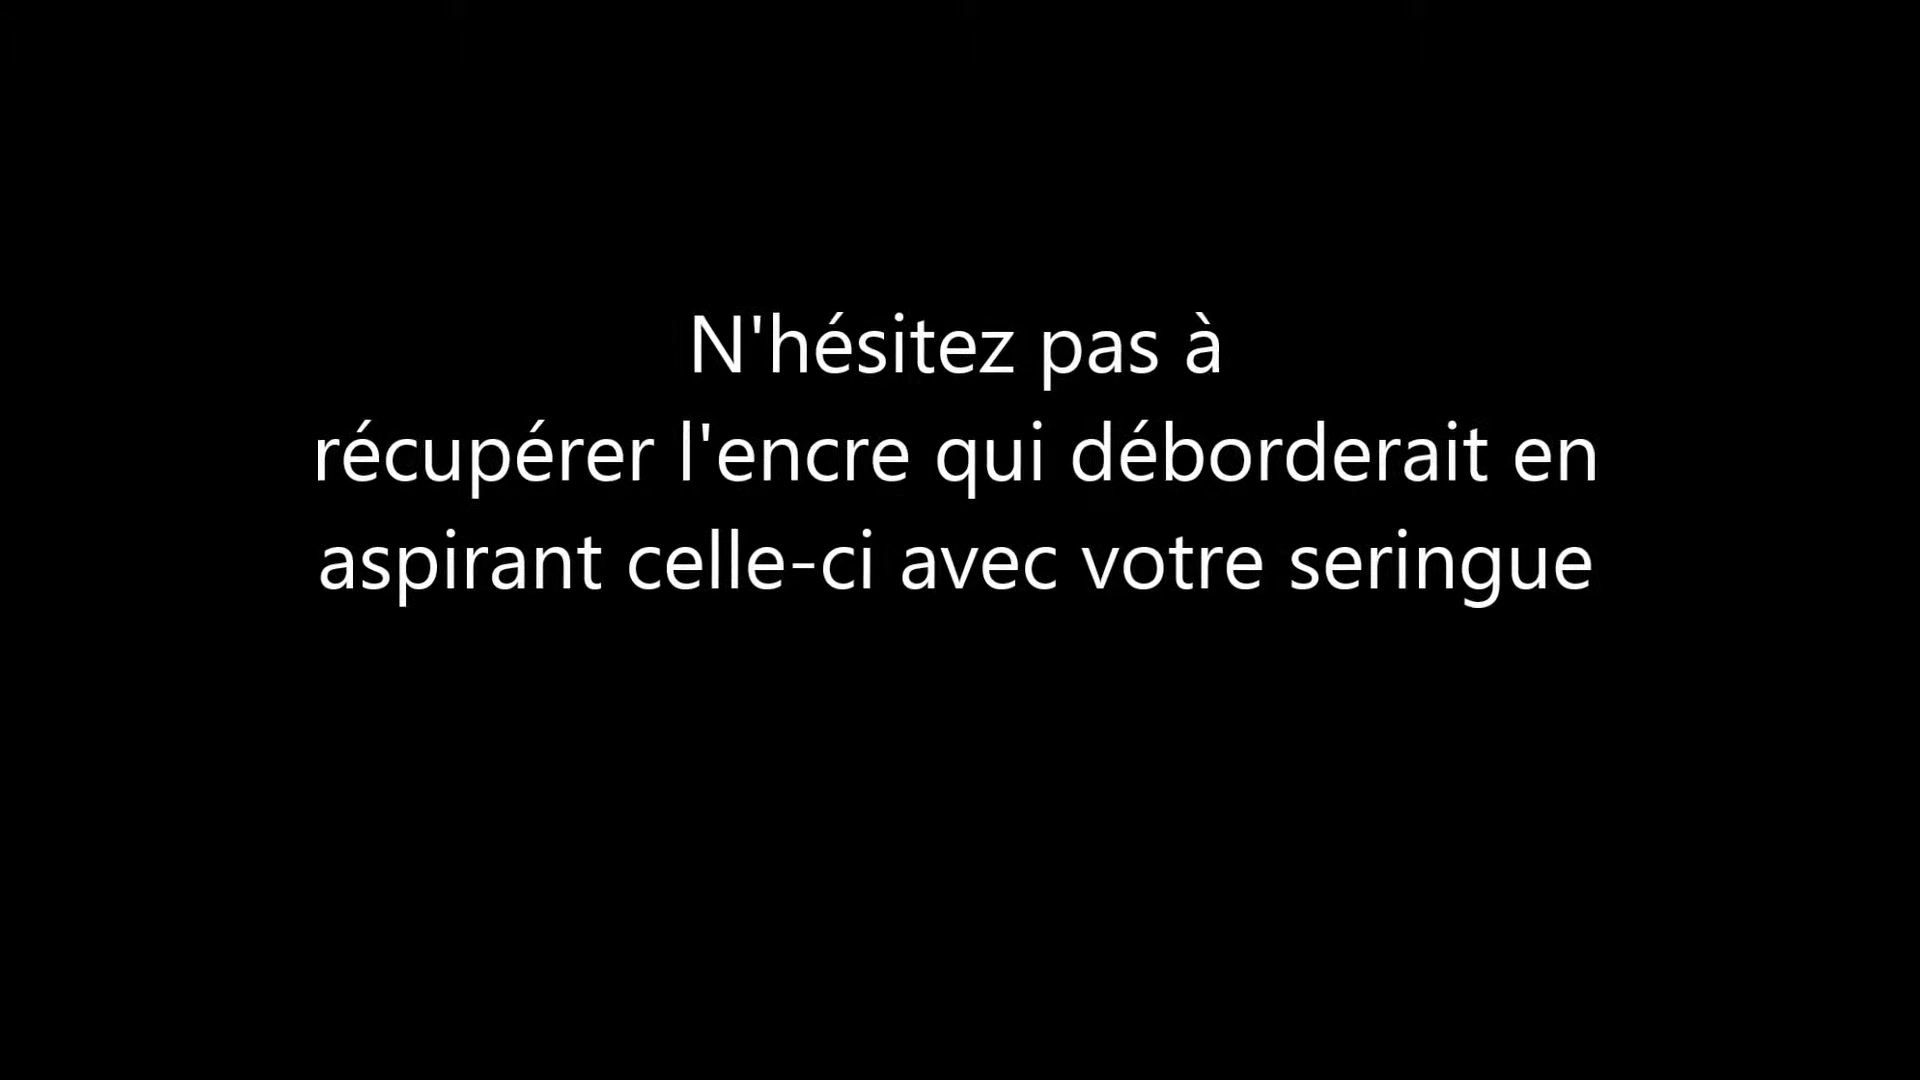 N'hésitez pas à
récupérer l'encre qui déborderait en
aspirant celle-ci avec votre seringue